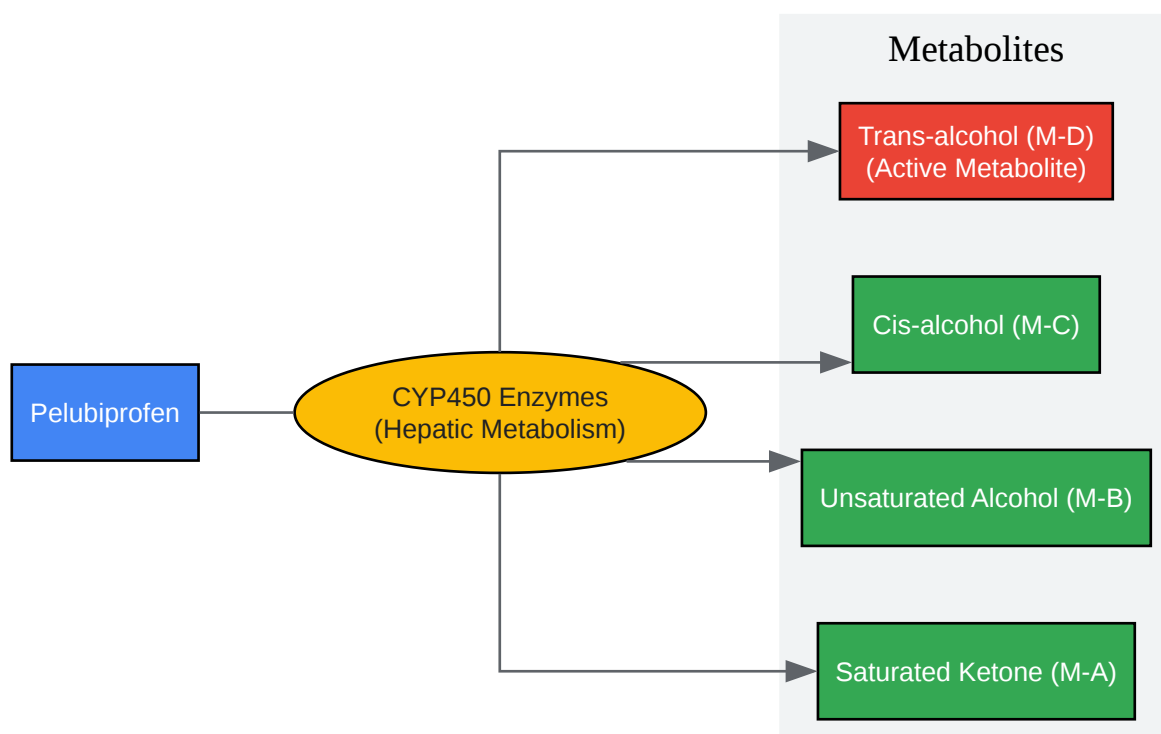 Metabolites
Trans-alcohol (M-D)
(Active Metabolite)
Cis-alcohol (M-C)
Pelubiprofen
CYP450 Enzymes
(Hepatic Metabolism)
Unsaturated Alcohol (M-B)
Saturated Ketone (M-A)